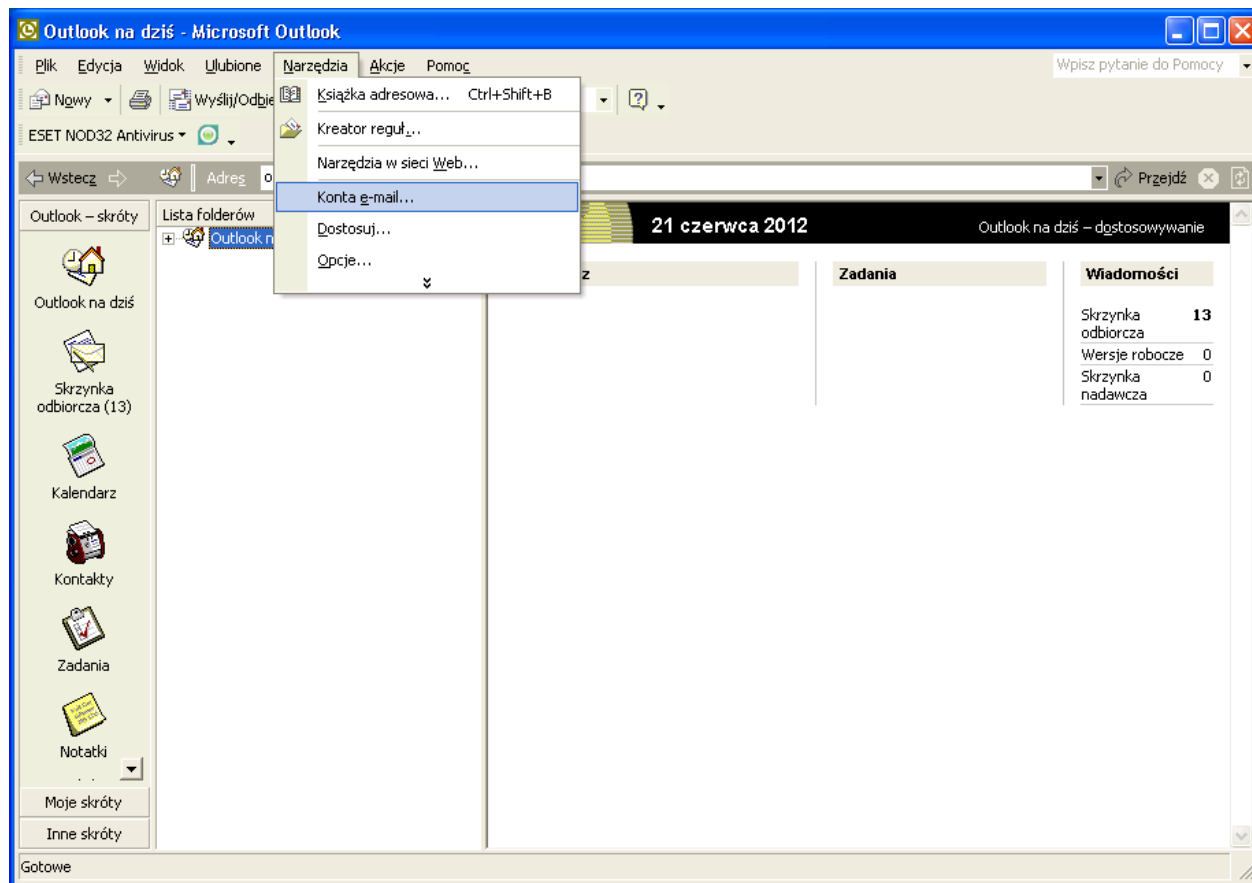 Outlook na dziś - Microsoft Outlook
Plik Edycja Widok Ulubione Narzędzia Akcje Pomoc Wpisz pytanie do Pomocy
Nowy Wyślij/Odbie
ESET NOD32 Antivirus
Książka adresowa... Ctrl+Shift+B
Kreator reguł...
Narzędzia w sieci Web...
Konta e-mail...
Dostosuj...
Opcje...
Wstecz Adres o Przejdź
Outlook – skróty
Outlook na dziś
Skrzynka
odbiorcza (13)
Kalendarz
Kontakty
Zadania
Notatki
Moje skróty
Inne skróty
Lista folderów
Outlook n
21 czerwca 2012 Outlook na dziś – dostosowywanie
z Zadania Wiadomości
Skrzynka 13
odbiorcza
Wersje robocze 0
Skrzynka 0
nadawcza
Gotowe